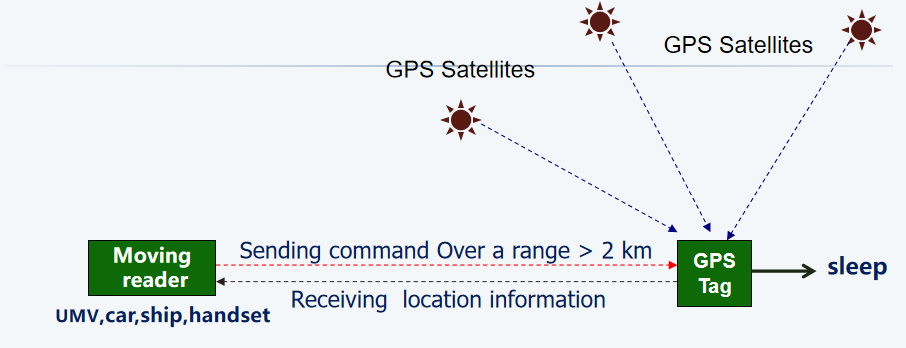 GPS Satellites
GPS Satellites
Moving
reader
Sending command Over a range > 2 km
GPS
Tag
sleep
Receiving location information
UMV,car,ship,handset